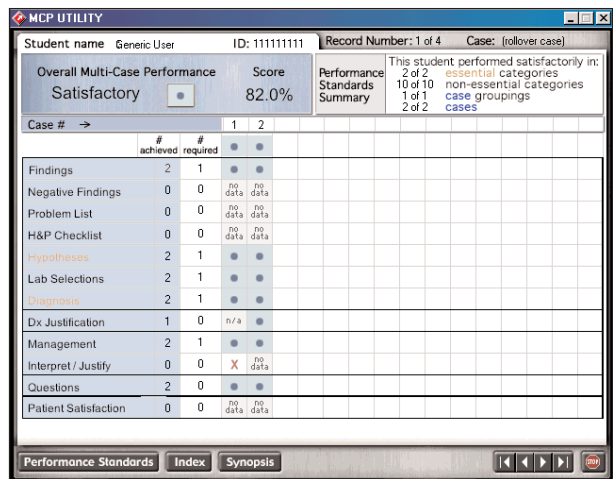 MCP UTILITY
Student name Generic User ID: 111111111 Record Number: 1 of 4 Case: (rollover case)
Overall Multi-Case Performance Score
Satisfactory 82.0%
Performance Standards Summary
This student performed satisfactorily in:
2 of 2 essential categories
10 of 10 non-essential categories
1 of 1 case groupings
2 of 2 cases
Case # → 1 2
# achieved # required
Findings 2 1
Negative Findings 0 0 no data no data
Problem List 0 0 no data no data
H&P Checklist 0 0 no data no data
Hypotheses 2 1
Lab Selections 2 1
Diagnosis 2 1
Dx Justification 1 0 n/a
Management 2 1
Interpret / Justify 0 0 X no data
Questions 2 0
Patient Satisfaction 0 0 no data no data
Performance Standards Index Synopsis STOP